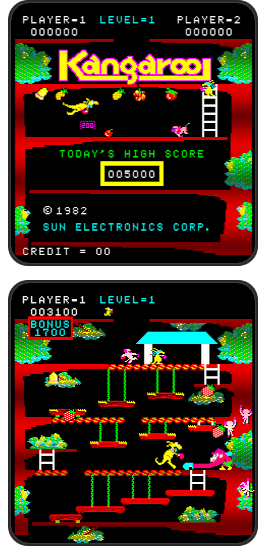 PLAYER-1 LEVEL=1 PLAYER-2
000000 000000
Kangaroo
200
TODAY'S HIGH SCORE
005000
© 1982
SUN ELECTRONICS CORP.
CREDIT = 00
PLAYER-1 LEVEL=1
003100
BONUS
1700